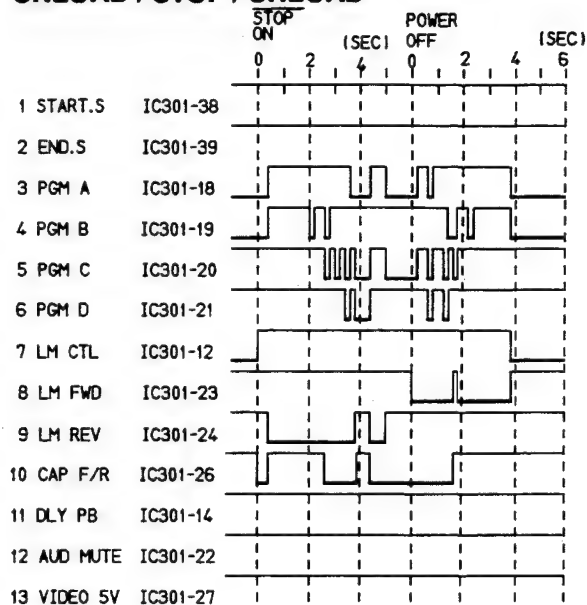 STOP
ON
POWER
OFF
(SEC)
(SEC)
0 2 4 0 2 4 6
1 START.S IC301-38
2 END.S IC301-39
3 PGM A IC301-18
4 PGM B IC301-19
5 PGM C IC301-20
6 PGM D IC301-21
7 LM CTL IC301-12
8 LM FWD IC301-23
9 LM REV IC301-24
10 CAP F/R IC301-26
11 DLY PB IC301-14
12 AUD MUTE IC301-22
13 VIDEO 5V IC301-27